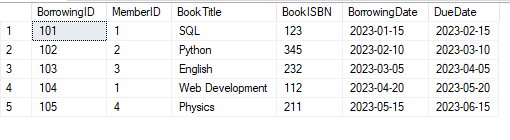 BorrowingID MemberID BookTitle BookISBN BorrowingDate DueDate
1 101 1 SQL 123 2023-01-15 2023-02-15
2 102 2 Python 345 2023-02-10 2023-03-10
3 103 3 English 232 2023-03-05 2023-04-05
4 104 1 Web Development 112 2023-04-20 2023-05-20
5 105 4 Physics 211 2023-05-15 2023-06-15